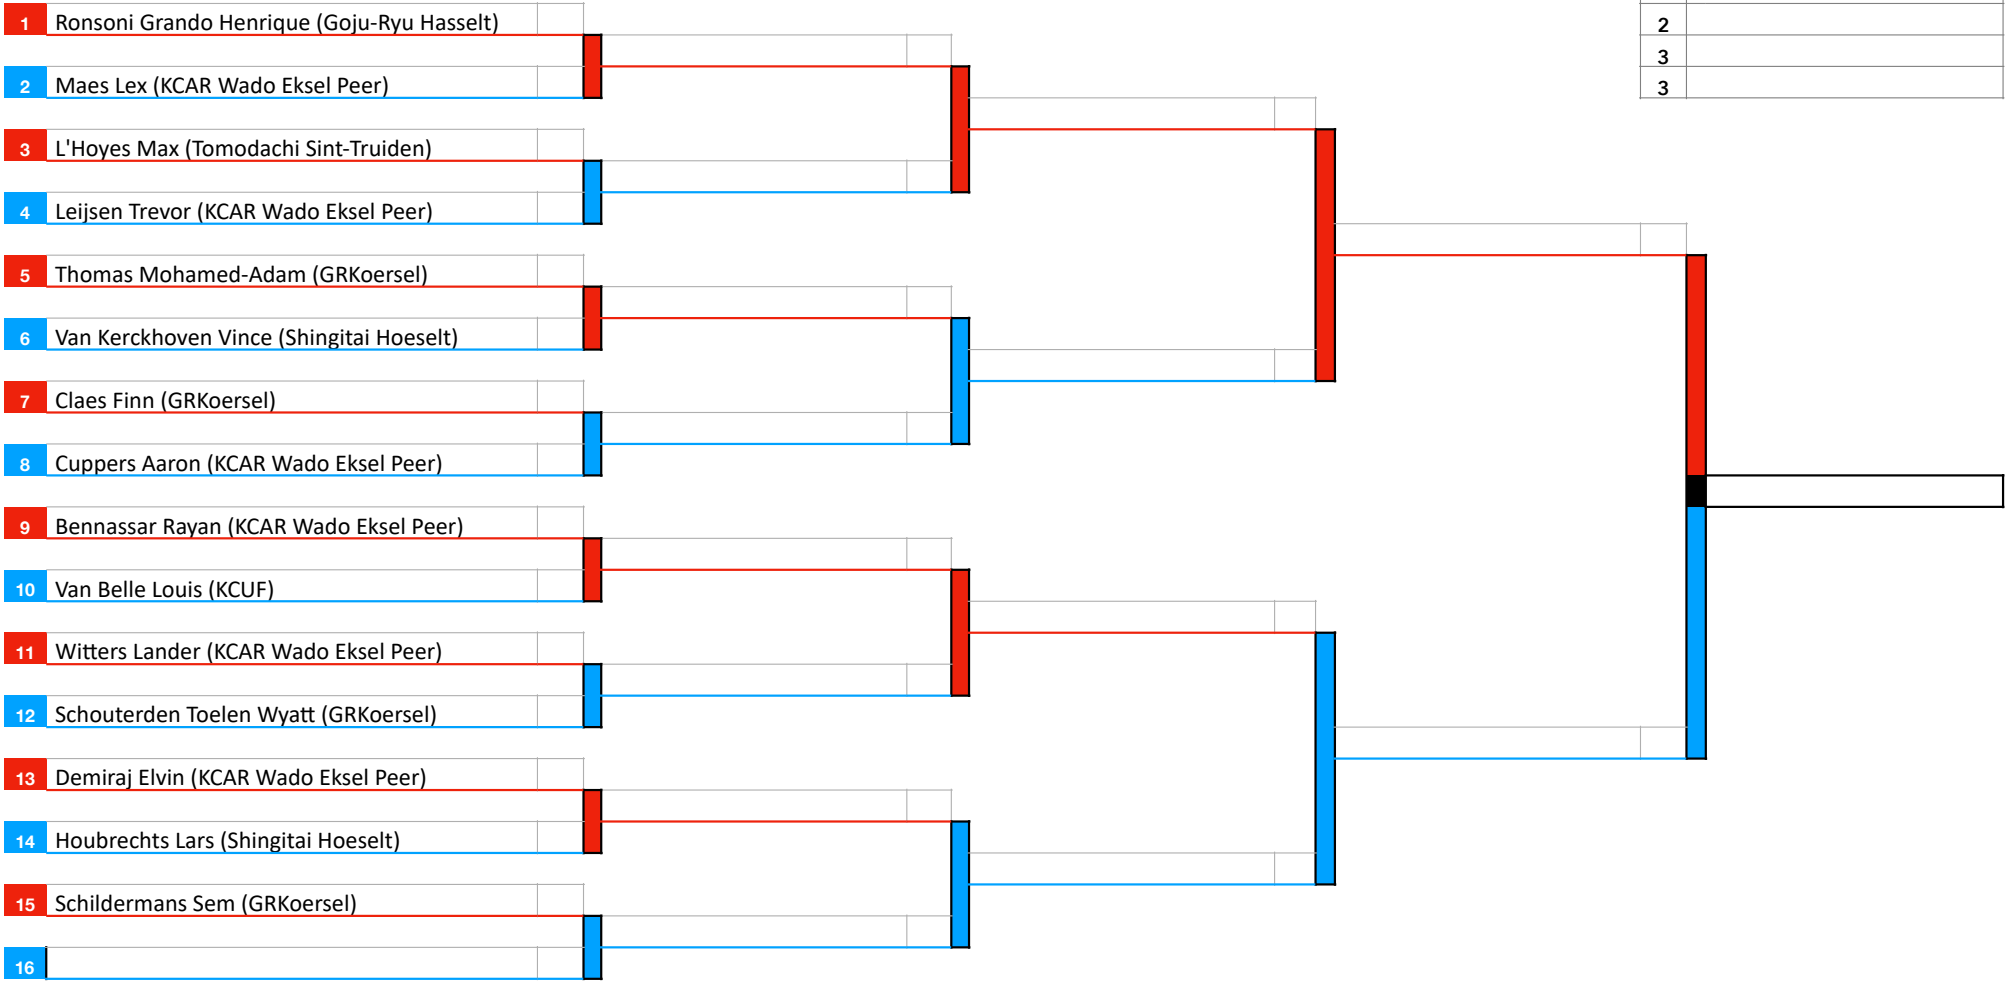 1 Ronsoni Grando Henrique (Goju-Ryu Hasselt)
2 Maes Lex (KCAR Wado Eksel Peer)
3 L'Hoyes Max (Tomodachi Sint-Truiden)
4 Leijsen Trevor (KCAR Wado Eksel Peer)
5 Thomas Mohamed-Adam (GRKoersel)
6 Van Kerckhoven Vince (Shingitai Hoeselt)
7 Claes Finn (GRKoersel)
8 Cuppers Aaron (KCAR Wado Eksel Peer)
9 Bennassar Rayan (KCAR Wado Eksel Peer)
10 Van Belle Louis (KCUF)
11 Witters Lander (KCAR Wado Eksel Peer)
12 Schouterden Toelen Wyatt (GRKoersel)
13 Demiraj Elvin (KCAR Wado Eksel Peer)
14 Houbrechts Lars (Shingitai Hoeselt)
15 Schildermans Sem (GRKoersel)
16
2
3
3